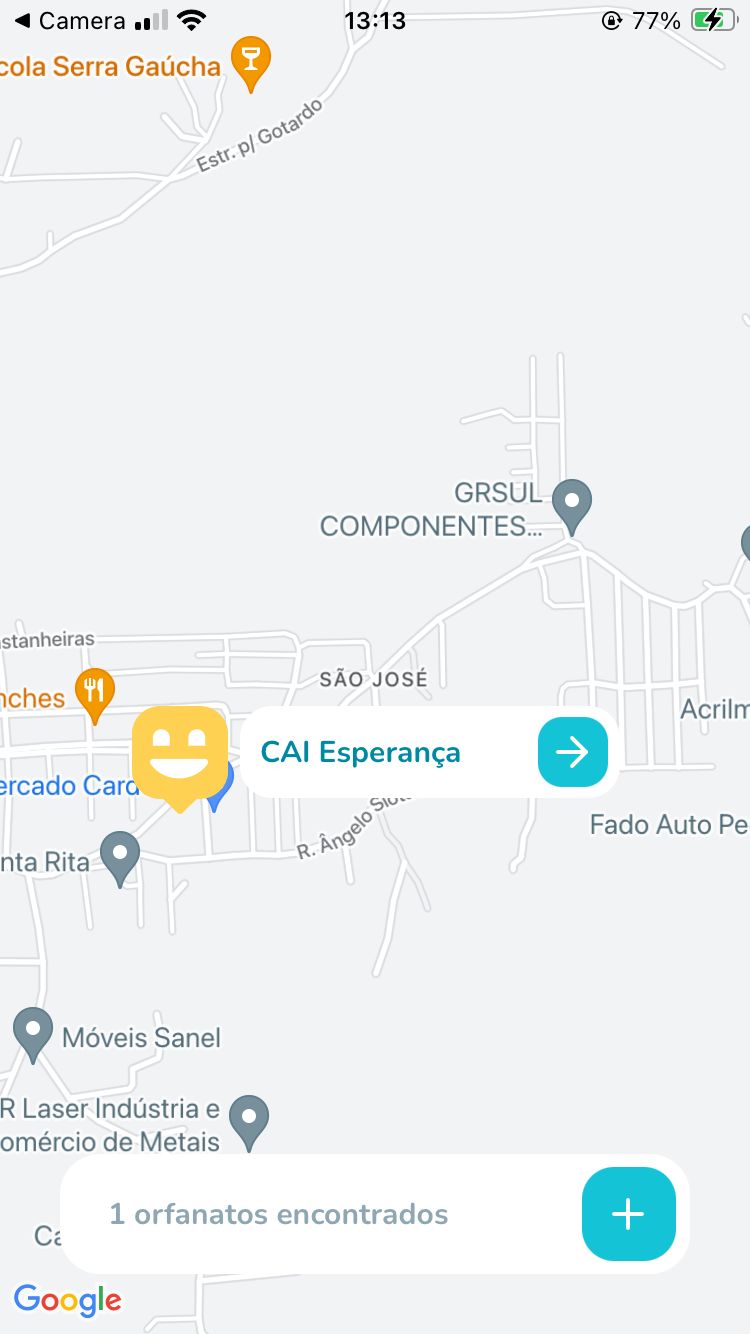 Camera
13:13
77%
cola Serra Gaúcha
Estr. p/ Gotardo
GRSUL
COMPONENTES...
stanheiras
SÃO JOSÉ
nches
Acrilm
CAI Esperança
ercado Card
R. Ângelo Slo
Fado Auto Pe
nta Rita
Móveis Sanel
R Laser Indústria e
omércio de Metais
1 orfanatos encontrados
Ca
Google